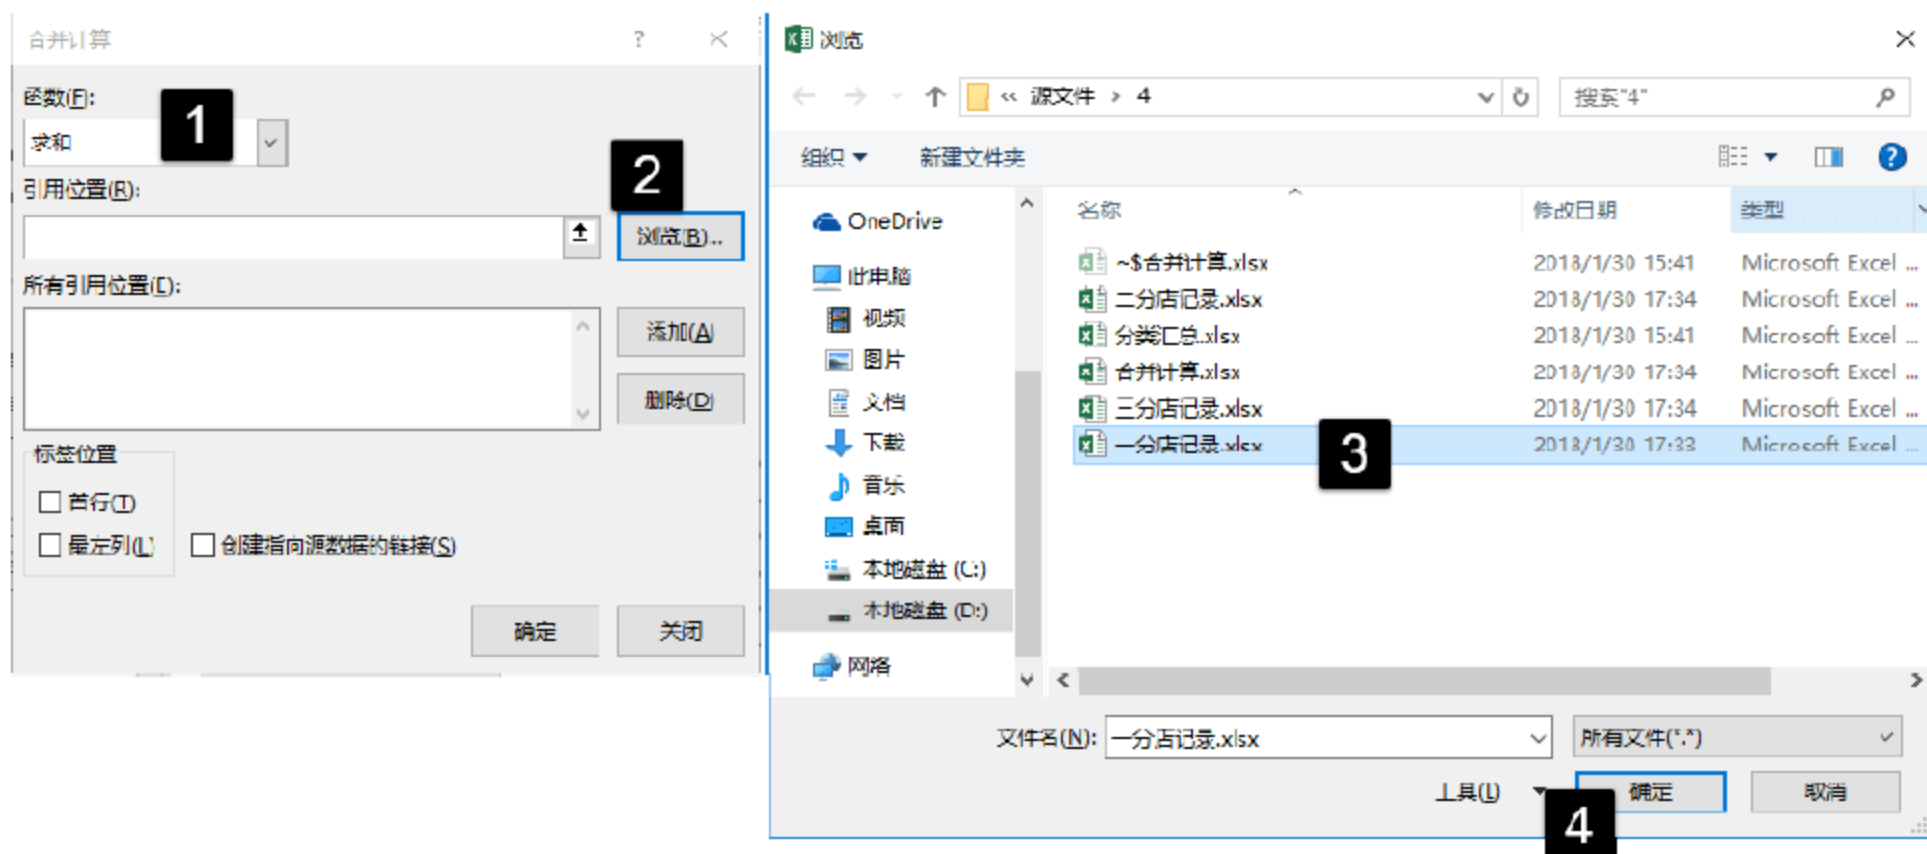 合并计算 ?
函数(F):
1
求和
2
引用位置(R):
浏览(B)..
所有引用位置(E):
添加(A)
删除(D)
标签位置
首行(T)
最左列(L)
创建指向源数据的链接(S)
确定
关闭
浏览
« 源文件 > 4
搜索"4"
组织
新建文件夹
?
OneDrive
此电脑
视频
图片
文档
下载
音乐
桌面
本地磁盘 (C:)
本地磁盘 (D:)
网络
名称 修改日期 类型
~$合并计算.xlsx 2018/1/30 15:41 Microsoft Excel ...
二分店记录.xlsx 2018/1/30 17:34 Microsoft Excel ...
分类汇总.xlsx 2018/1/30 15:41 Microsoft Excel ...
合并计算.xlsx 2018/1/30 17:34 Microsoft Excel ...
三分店记录.xlsx 2018/1/30 17:34 Microsoft Excel ...
一分店记录.xlsx 2018/1/30 17:33 Microsoft Excel ...
3
文件名(N): 一分店记录.xlsx
所有文件(*.*)
工具(L)
确定
取消
4